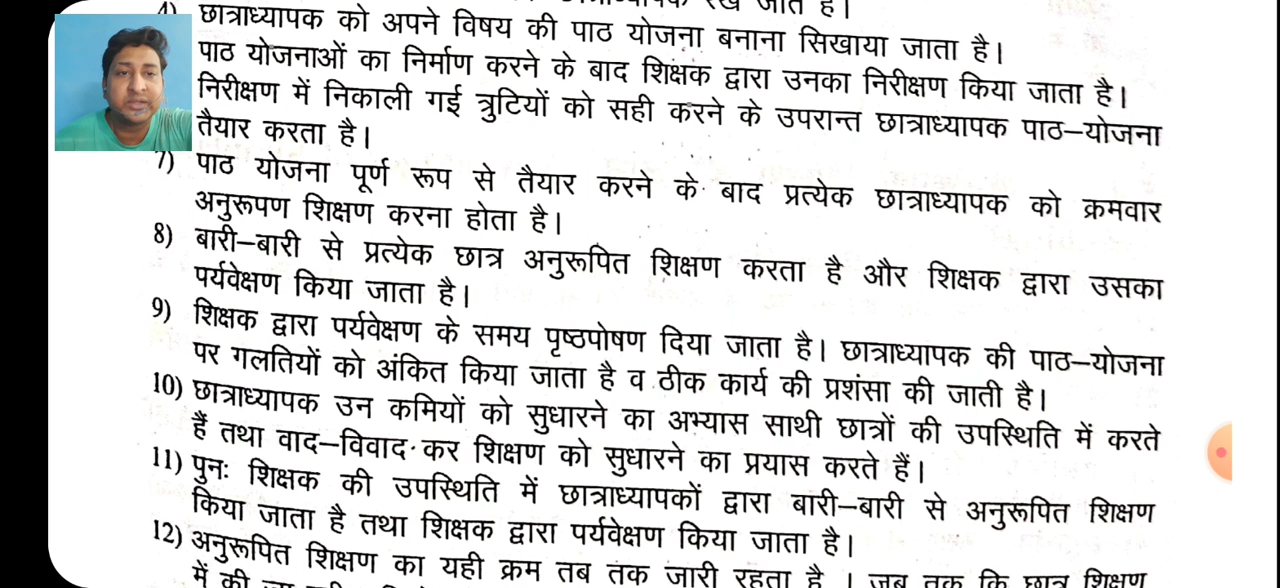 4) छात्राध्यापक को अपने विषय की पाठ योजना बनाना सिखाया जाता है।
पाठ योजनाओं का निर्माण करने के बाद शिक्षक द्वारा उनका निरीक्षण किया जाता है।
निरीक्षण में निकाली गई त्रुटियों को सही करने के उपरान्त छात्राध्यापक पाठ–योजना
तैयार करता है।
7) पाठ योजना पूर्ण रूप से तैयार करने के बाद प्रत्येक छात्राध्यापक को क्रमवार
अनुरूपण शिक्षण करना होता है।
8) बारी–बारी से प्रत्येक छात्र अनुरूपित शिक्षण करता है और शिक्षक द्वारा उसका
पर्यवेक्षण किया जाता है।
9) शिक्षक द्वारा पर्यवेक्षण के समय पृष्ठपोषण दिया जाता है। छात्राध्यापक की पाठ–योजना
पर गलतियों को अंकित किया जाता है व ठीक कार्य की प्रशंसा की जाती है।
10) छात्राध्यापक उन कमियों को सुधारने का अभ्यास साथी छात्रों की उपस्थिति में करते
हैं तथा वाद–विवाद कर शिक्षण को सुधारने का प्रयास करते हैं।
11) पुनः शिक्षक की उपस्थिति में छात्राध्यापकों द्वारा बारी–बारी से अनुरूपित शिक्षण
किया जाता है तथा शिक्षक द्वारा पर्यवेक्षण किया जाता है।
12) अनुरूपित शिक्षण का यही क्रम तब तक जारी रहता है । जब तक कि छात्र शिक्षण
में की